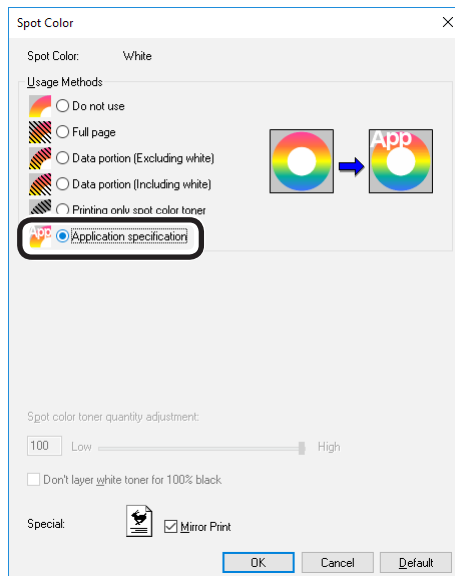 Spot Color
Spot Color: White
Usage Methods
Do not use
Full page
Data portion (Excluding white)
Data portion (Including white)
Printing only spot color toner
App Application specification
App
Spot color toner quantity adjustment:
100 Low High
Don't layer white toner for 100% black
Special: Mirror Print
OK Cancel Default